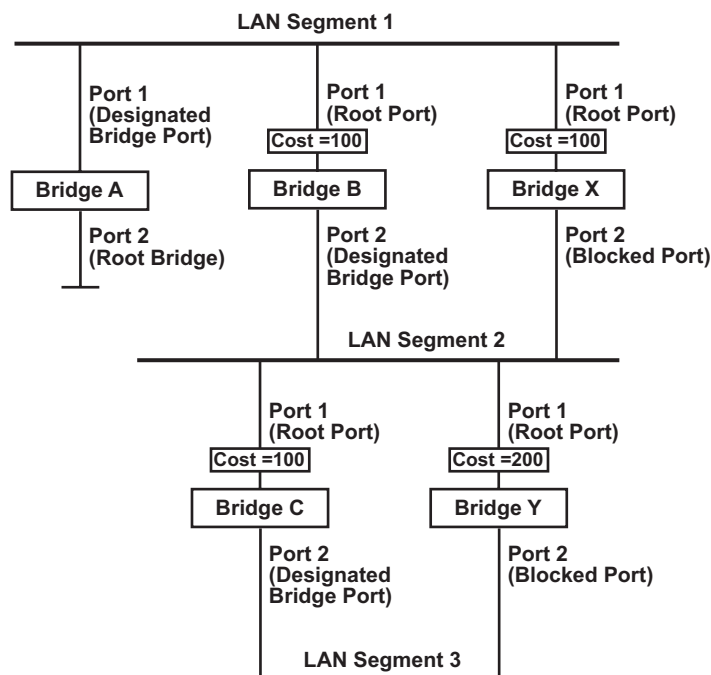 LAN Segment 1
Port 1
(Designated
Bridge Port)
Port 1
(Root Port)
Cost =100
Port 1
(Root Port)
Cost =100
Bridge A
Bridge B
Bridge X
Port 2
(Root Bridge)
Port 2
(Designated
Bridge Port)
Port 2
(Blocked Port)
LAN Segment 2
Port 1
(Root Port)
Cost =100
Port 1
(Root Port)
Cost =200
Bridge C
Bridge Y
Port 2
(Designated
Bridge Port)
Port 2
(Blocked Port)
LAN Segment 3